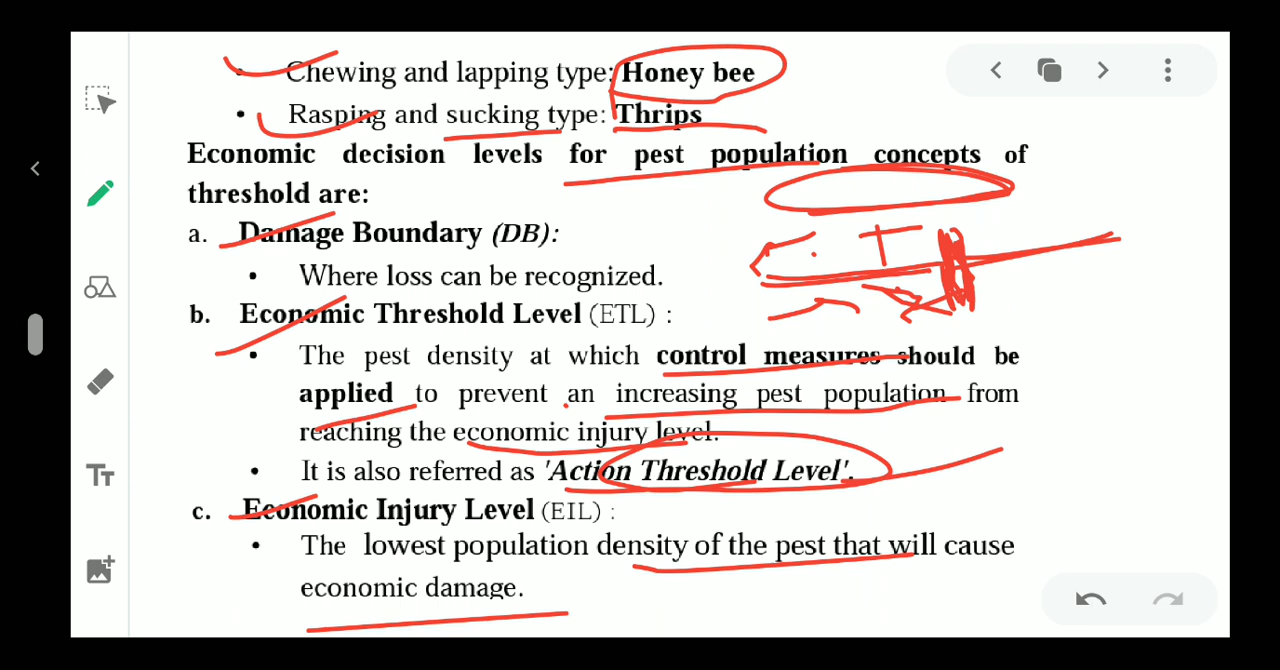 • Chewing and lapping type: Honey bee
• Rasping and sucking type: Thrips
Economic decision levels for pest population concepts of
threshold are:
a. Damage Boundary (DB):
• Where loss can be recognized.
b. Economic Threshold Level (ETL) :
• The pest density at which control measures should be
applied to prevent an increasing pest population from
reaching the economic injury level.
• It is also referred as 'Action Threshold Level'.
c. Economic Injury Level (EIL) :
• The lowest population density of the pest that will cause
economic damage.
Tт